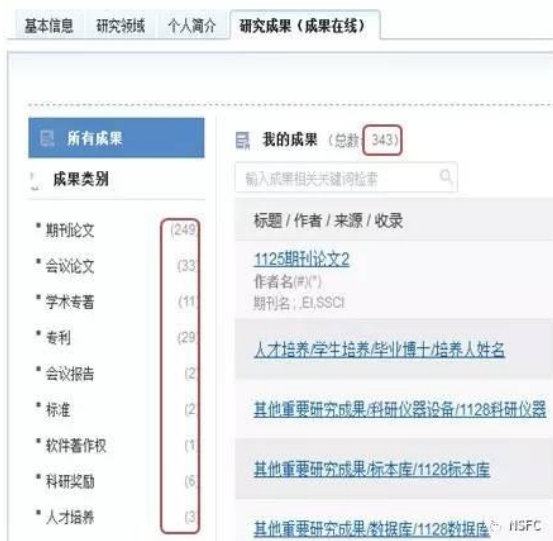 基本信息 研究领域 个人简介 研究成果（成果在线）
所有成果
成果类别
期刊论文 (249
会议论文 (33
学术专著 (11
专利 (29
会议报告 (2
标准 (2
软件著作权 (1
科研奖励 (6
人才培养 (3
我的成果 （总数: 343）
输入成果相关关键词检索
标题 / 作者 / 来源 / 收录
1125期刊论文2
作者名(#)(*)
期刊名; ,EI,SSCI
人才培养/学生培养/毕业博士/培养人姓名
其他重要研究成果/科研仪器设备/1128科研仪器
其他重要研究成果/标本库/1128标本库
其他重要研究成果/数据库/1128数据库
NSFC